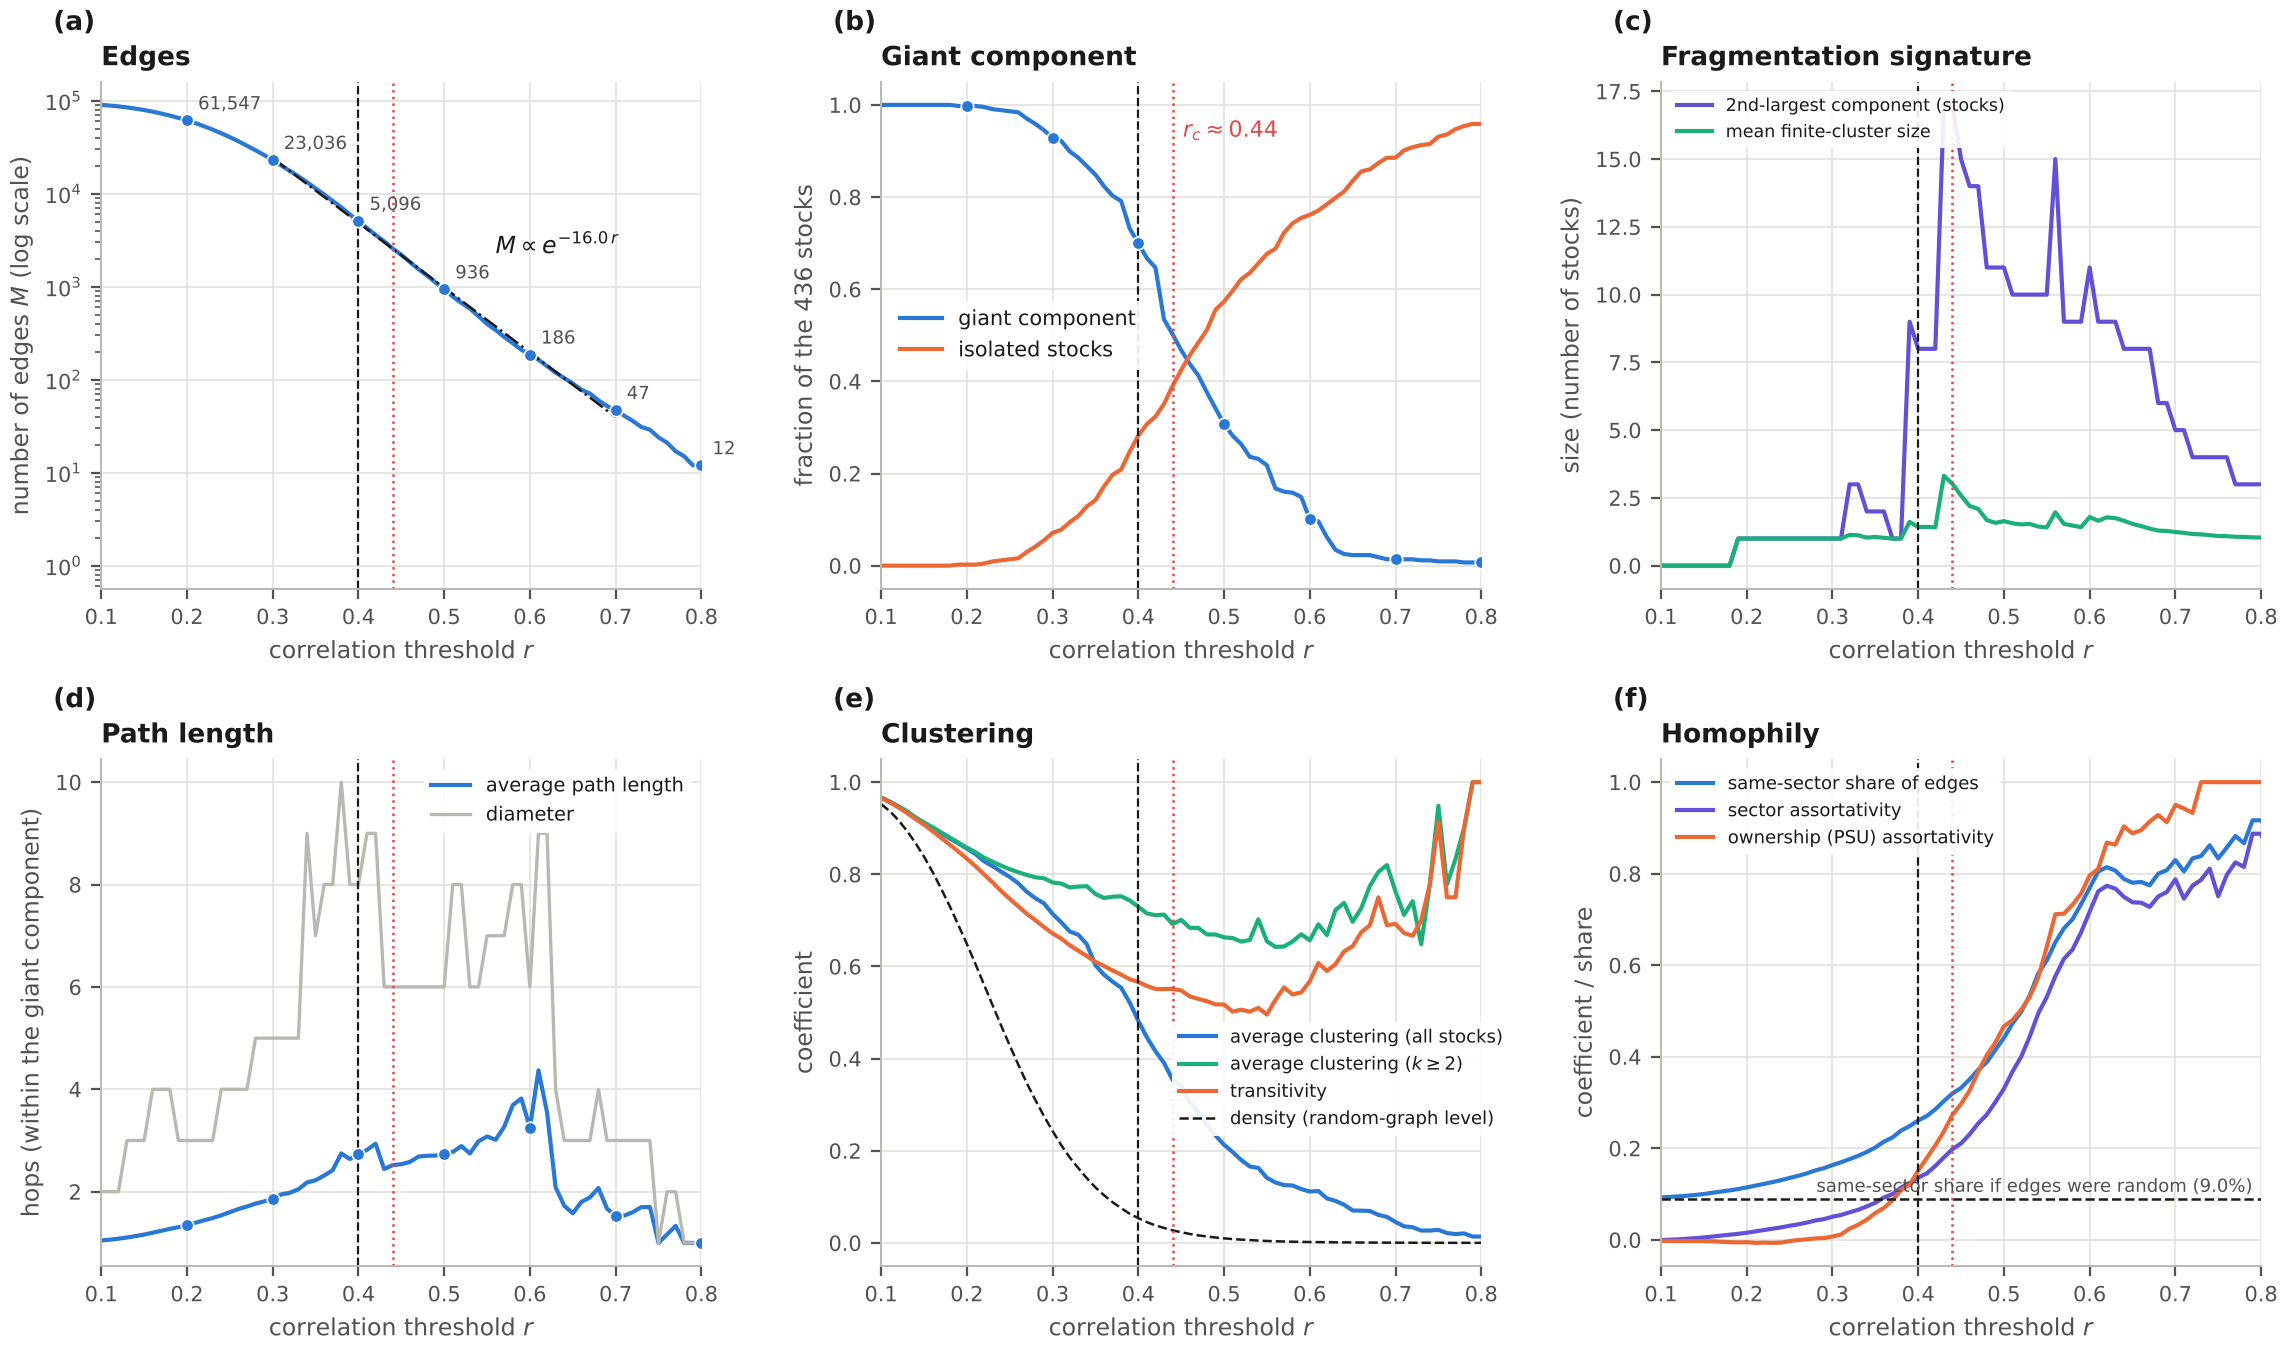 (a)
Edges
number of edges M (log scale)
10⁵
10⁴
10³
10²
10¹
10⁰
61,547
23,036
5,096
936
186
47
12
M ∝ e^{−16.0 r}
0.1 0.2 0.3 0.4 0.5 0.6 0.7 0.8
correlation threshold r
(b)
Giant component
fraction of the 436 stocks
1.0
0.8
0.6
0.4
0.2
0.0
r_c ≈ 0.44
giant component
isolated stocks
0.1 0.2 0.3 0.4 0.5 0.6 0.7 0.8
correlation threshold r
(c)
Fragmentation signature
size (number of stocks)
17.5
15.0
12.5
10.0
7.5
5.0
2.5
0.0
2nd-largest component (stocks)
mean finite-cluster size
0.1 0.2 0.3 0.4 0.5 0.6 0.7 0.8
correlation threshold r
(d)
Path length
hops (within the giant component)
10
8
6
4
2
average path length
diameter
0.1 0.2 0.3 0.4 0.5 0.6 0.7 0.8
correlation threshold r
(e)
Clustering
coefficient
1.0
0.8
0.6
0.4
0.2
0.0
average clustering (all stocks)
average clustering (k ≥ 2)
transitivity
density (random-graph level)
0.1 0.2 0.3 0.4 0.5 0.6 0.7 0.8
correlation threshold r
(f)
Homophily
coefficient / share
1.0
0.8
0.6
0.4
0.2
0.0
same-sector share of edges
sector assortativity
ownership (PSU) assortativity
same-sector share if edges were random (9.0%)
0.1 0.2 0.3 0.4 0.5 0.6 0.7 0.8
correlation threshold r